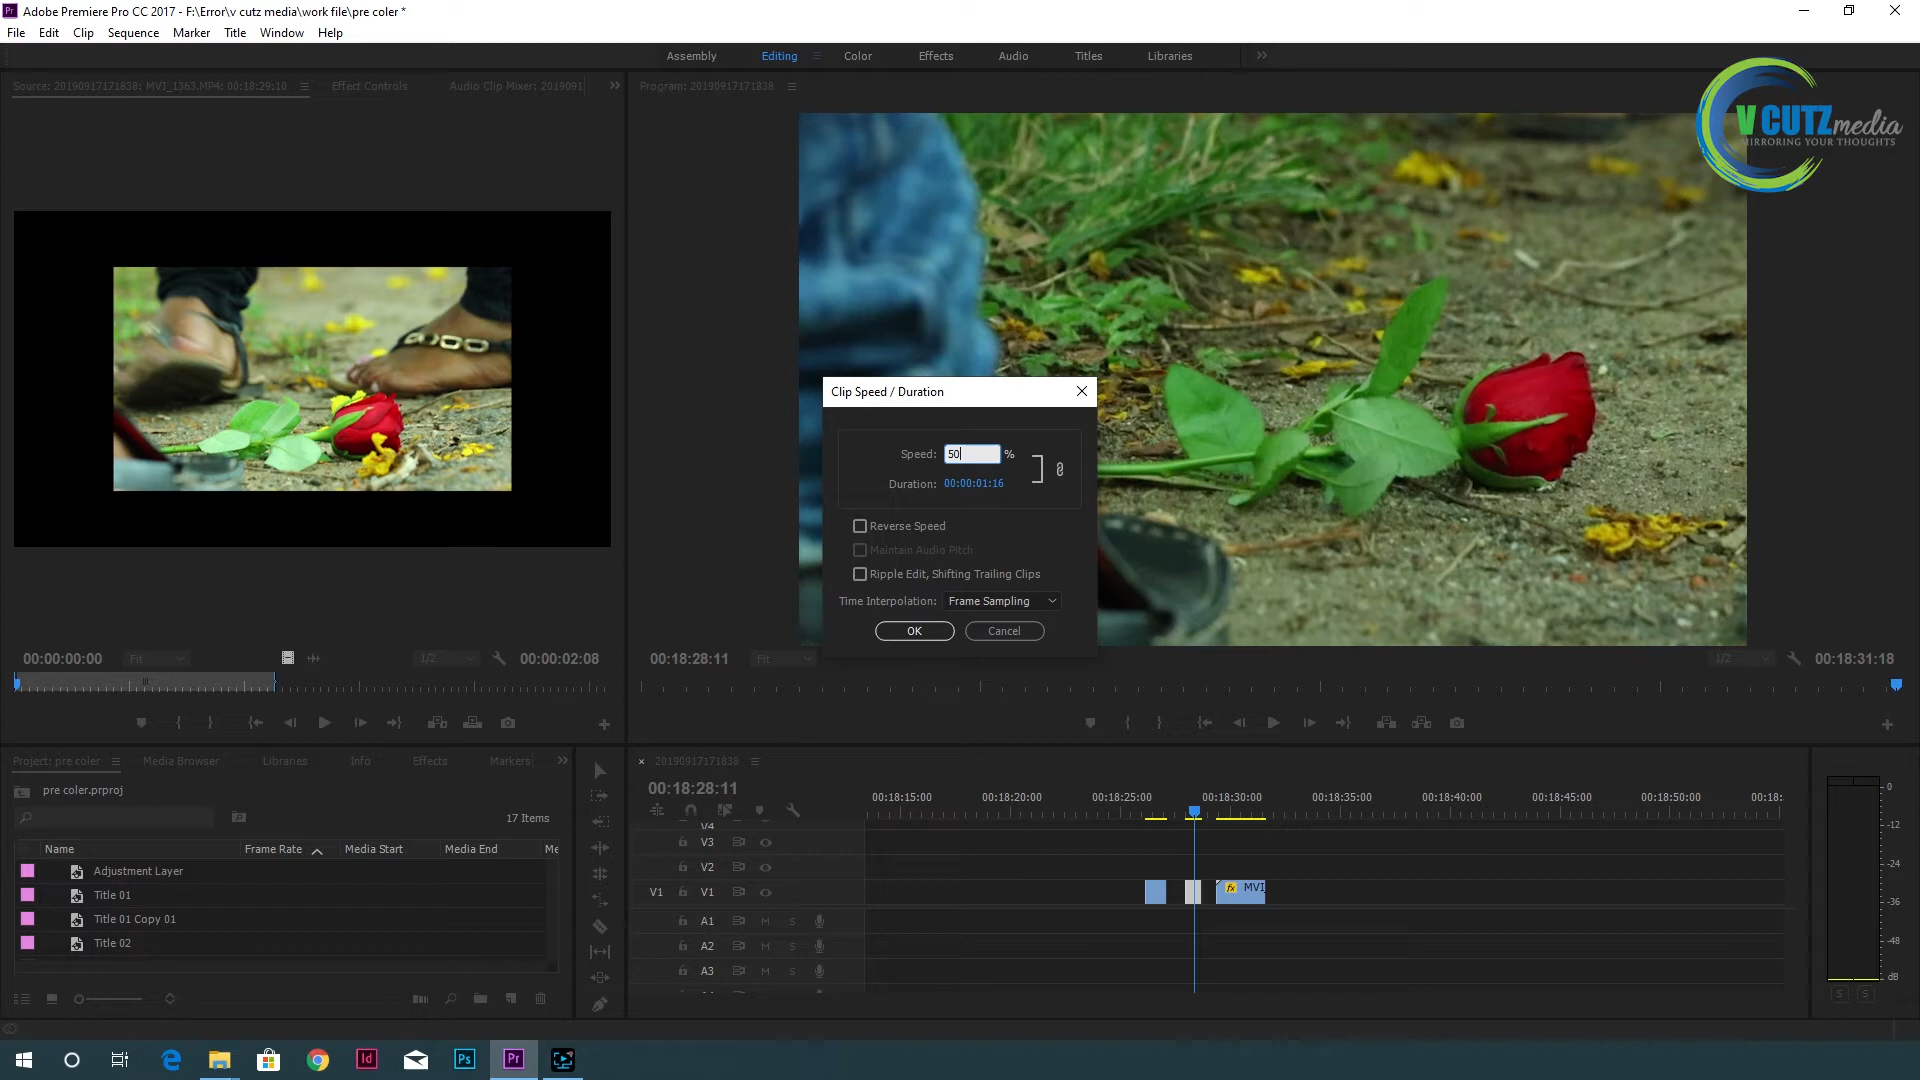 Adobe Premiere Pro CC 2017 - F:\Error\v cutz media\work file\pre coler *
File Edit Clip Sequence Marker Title Window Help
Assembly Editing Color Effects Audio Titles Libraries
Source: 20190917171838: MVI_1363.MP4: 00:18:29:10 Effect Controls Audio Clip Mixer: 2019091
Program: 20190917171838
V CUTZ media
MIRRORING YOUR THOUGHTS
Clip Speed / Duration
Speed: 50 %
Duration: 00:00:01:16
Reverse Speed
Maintain Audio Pitch
Ripple Edit, Shifting Trailing Clips
Time Interpolation: Frame Sampling
OK Cancel
00:00:00:00 Fit 1/2 00:00:02:08
00:18:28:11 Fit 1/2 00:18:31:18
Project: pre coler Media Browser Libraries Info Effects Markers
pre coler.prproj
17 Items
Name Frame Rate Media Start Media End Me
Adjustment Layer
Title 01
Title 01 Copy 01
Title 02
20190917171838
00:18:28:11
00:18:15:00 00:18:20:00 00:18:25:00 00:18:30:00 00:18:35:00 00:18:40:00 00:18:45:00 00:18:50:00 00:18:
V4
V3
V2
V1 V1 fx MVI
A1 M S
A2 M S
A3 M S
0
-12
-24
-36
-48
dB
S S
Id Ps Pr